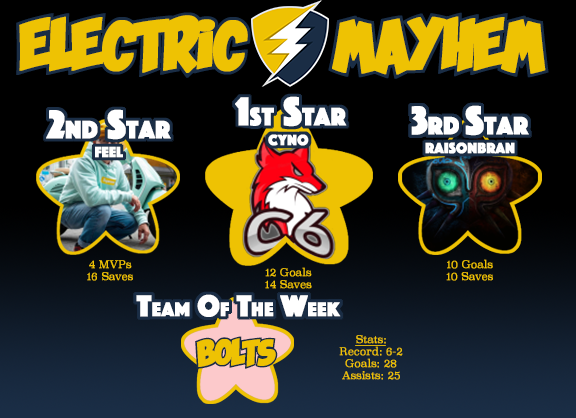 ELECTRIC MAYHEM
1ST STAR
CYNO
2ND STAR
FEEL
3RD STAR
RAISONBRAN
C6
4 MVPs
16 Saves
12 Goals
14 Saves
10 Goals
10 Saves
TEAM OF THE WEEK
BOLTS
Stats:
Record: 6-2
Goals: 28
Assists: 25